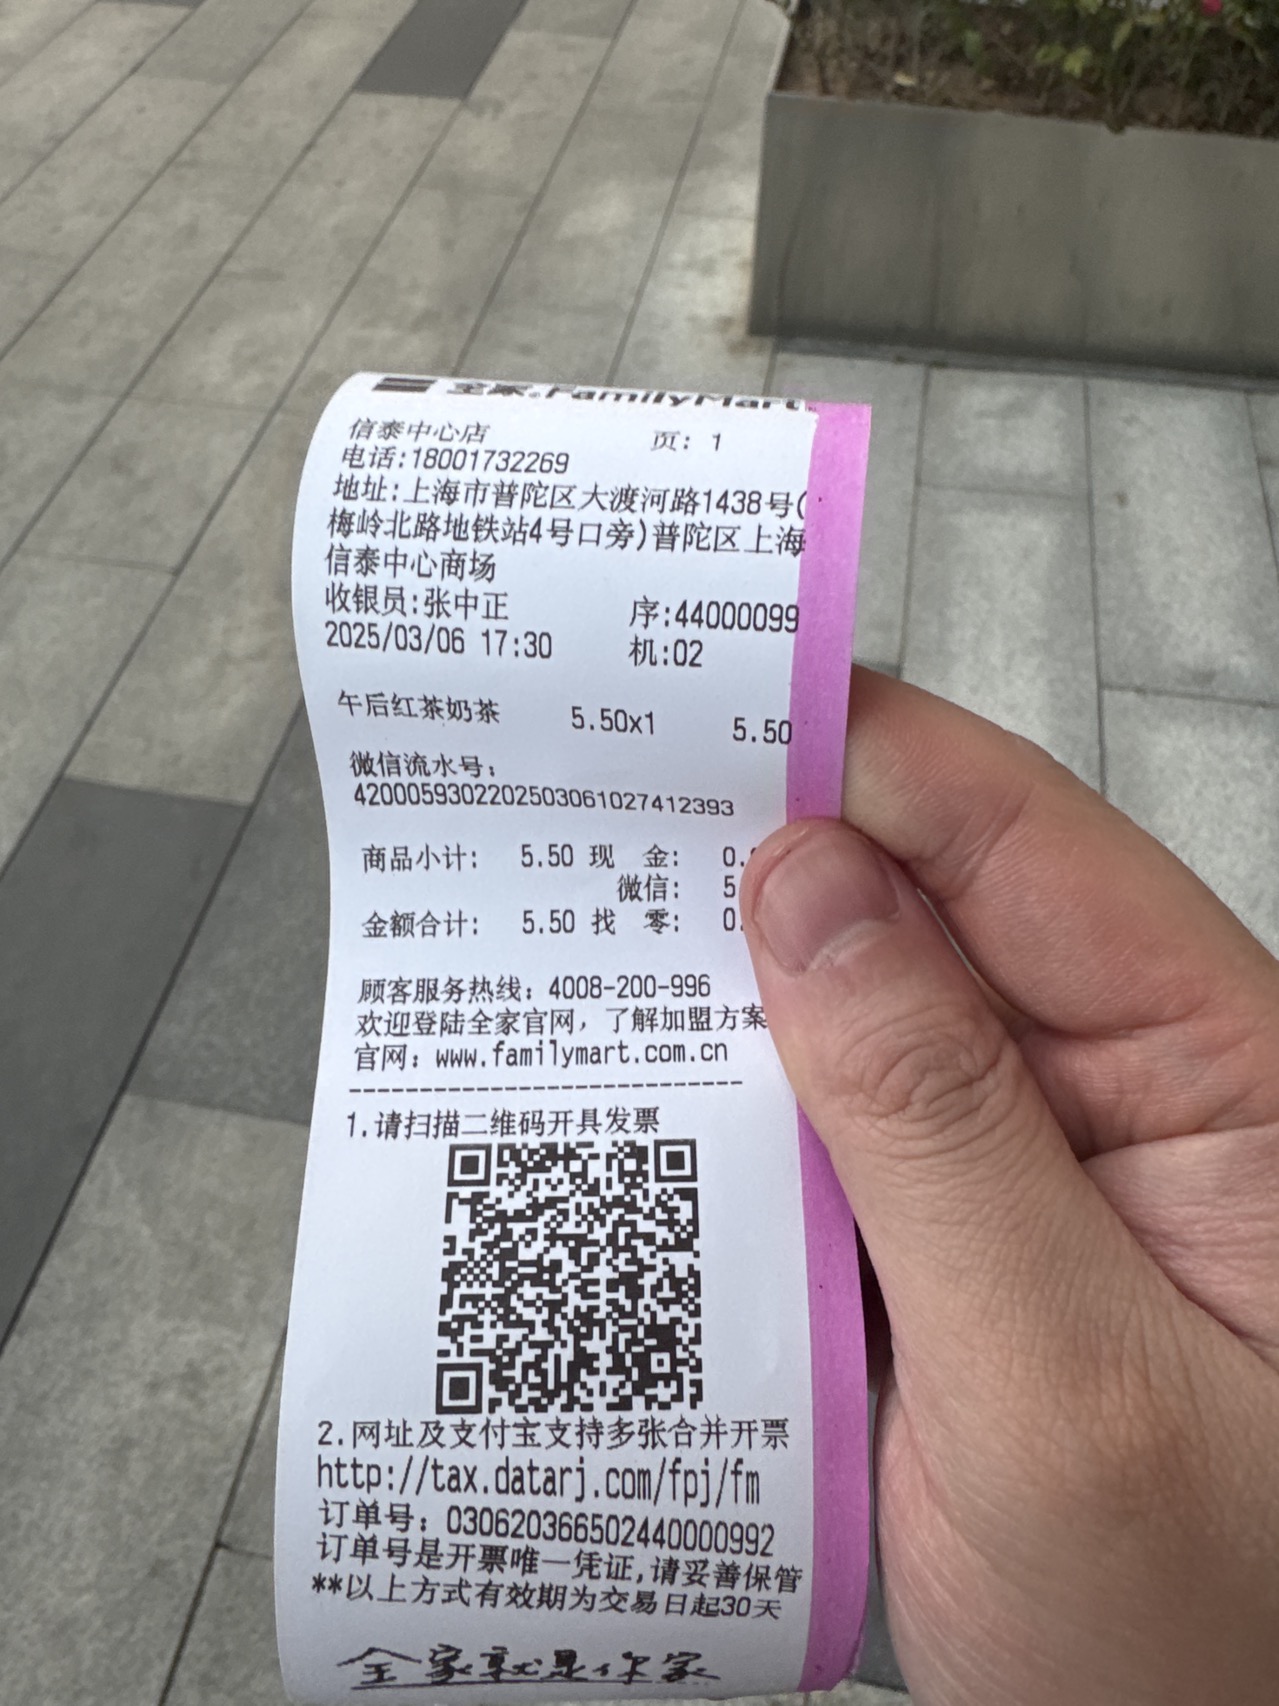 全家 FamilyMart
信泰中心店 页: 1
电话:18001732269
地址:上海市普陀区大渡河路1438号(
梅岭北路地铁站4号口旁)普陀区上海
信泰中心商场
收银员:张中正 序:44000099
2025/03/06 17:30 机:02
午后红茶奶茶 5.50x1 5.50
微信流水号:
4200059302202503061027412393
商品小计: 5.50 现 金: 0.
微信: 5
金额合计: 5.50 找 零: 0.
顾客服务热线: 4008-200-996
欢迎登陆全家官网, 了解加盟方案
官网: www.familymart.com.cn
1.请扫描二维码开具发票
2.网址及支付宝支持多张合并开票
http://tax.datarj.com/fpj/fm
订单号: 030620366502440000992
订单号是开票唯一凭证,请妥善保管
**以上方式有效期为交易日起30天
全家就是你家